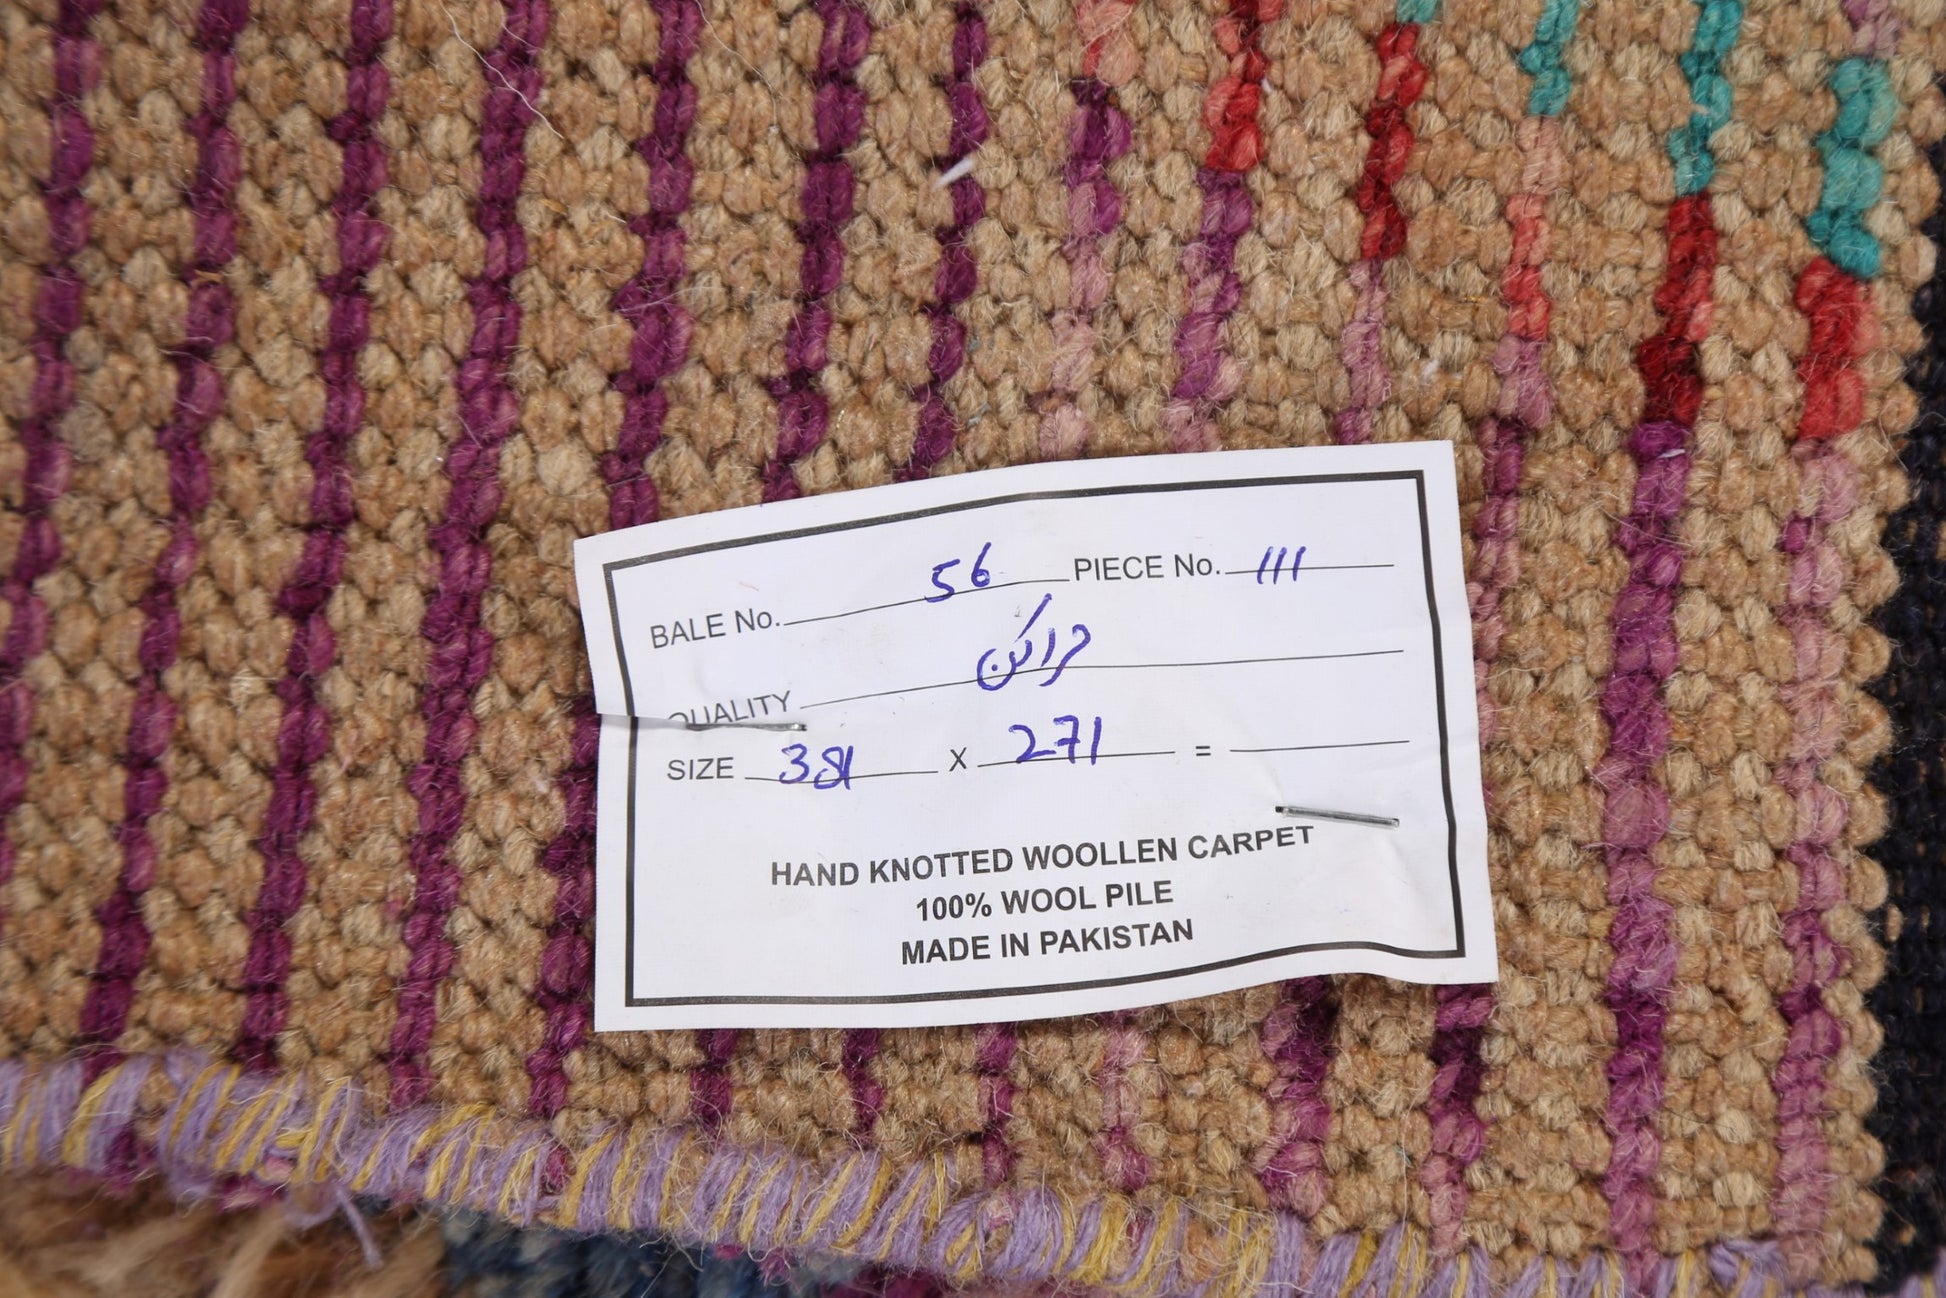 BALE No. 56 PIECE No. 111
QUALITY
SIZE 381 X 271 =
HAND KNOTTED WOOLLEN CARPET
100% WOOL PILE
MADE IN PAKISTAN